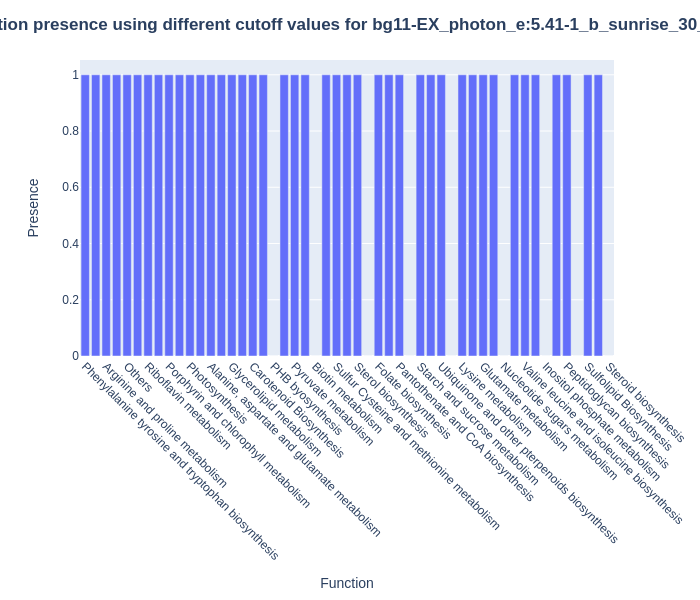 tion presence using different cutoff values for bg11-EX_photon_e:5.41-1_b_sunrise_30_
Presence
1
0.8
0.6
0.4
0.2
0
Phenylalanine tyrosine and tryptophan biosynthesis
Arginine and proline metabolism
Others
Riboflavin metabolism
Porphyrin and chlorophyll metabolism
Photosynthesis
Alanine, aspartate and glutamate metabolism
Glycerolipid metabolism
Carotenoid Biosynthesis
PHB byosynthesis
Pyruvate metabolism
Biotin metabolism
Sulfur Cysteine and methionine metabolism
Sterol biosynthesis
Folate biosynthesis
Pantothenate and CoA biosynthesis
Starch and sucrose metabolism
Ubiquinone and other pterpenoids biosynthesis
Lysine metabolism
Glutamate metabolism
Nucleotide sugars metabolism
Valine leucine and Isoleucine biosynthesis
Inositol phosphate metabolism
Peptidoglycan biosynthesis
Sulfolipid Biosynthesis
Steroid biosynthesis
Function